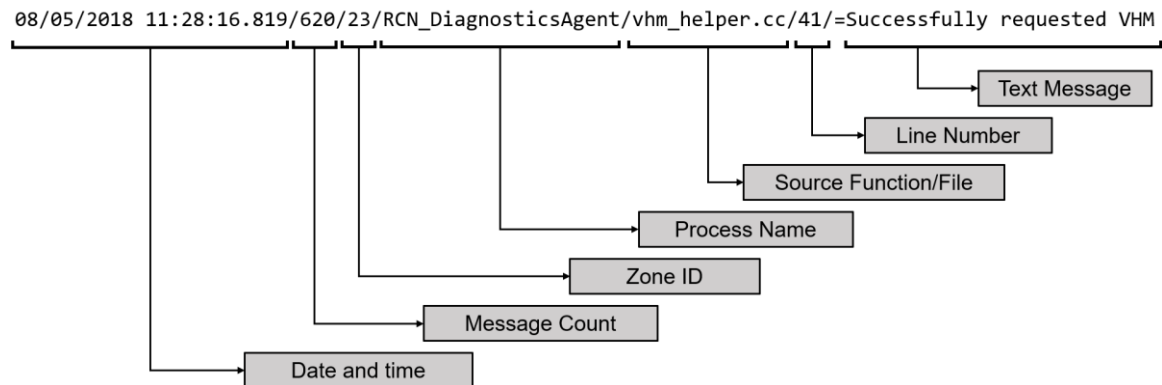 08/05/2018 11:28:16.819/620/23/RCN_DiagnosticsAgent/vhm_helper.cc/41/=Successfully requested VHM
Text Message
Line Number
Source Function/File
Process Name
Zone ID
Message Count
Date and time